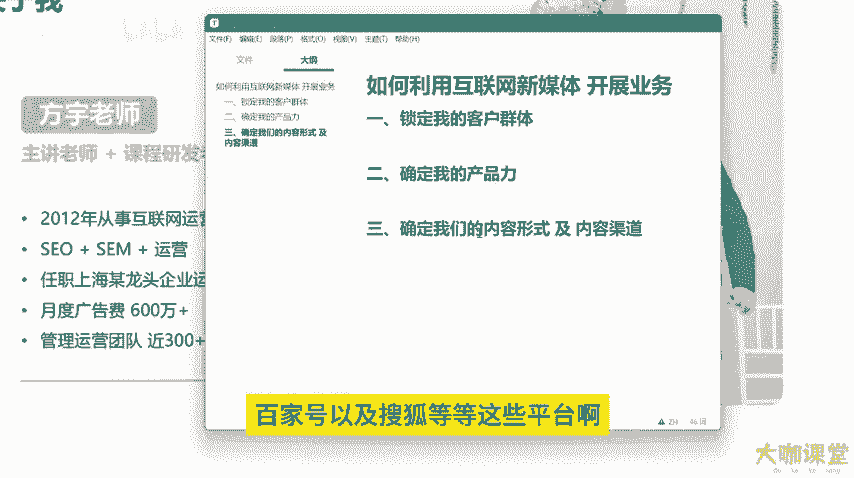 关于我
方宇老师
主讲老师 + 课程研发
• 2012年从事互联网运营
• SEO + SEM + 运营
• 任职上海某龙头企业运
• 月度广告费 600万+
• 管理运营团队 近300+
文件(F) 编辑(E) 段落(P) 格式(O) 视图(V) 主题(T) 帮助(H)
文件 大纲
如何利用互联网新媒体 开展业务
一、锁定我的客户群体
二、确定我的产品力
三、确定我们的内容形式 及
内容渠道
如何利用互联网新媒体 开展业务
一、锁定我的客户群体
二、确定我的产品力
三、确定我们的内容形式 及 内容渠道
ZH 46 词
百家号以及搜狐等等这些平台啊
大咖课堂